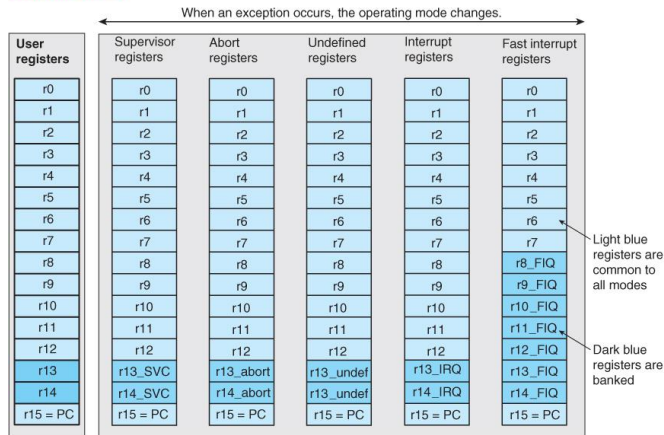 When an exception occurs, the operating mode changes.
User
registers
Supervisor
registers
Abort
registers
Undefined
registers
Interrupt
registers
Fast interrupt
registers
r0 r0 r0 r0 r0 r0
r1 r1 r1 r1 r1 r1
r2 r2 r2 r2 r2 r2
r3 r3 r3 r3 r3 r3
r4 r4 r4 r4 r4 r4
r5 r5 r5 r5 r5 r5
r6 r6 r6 r6 r6 r6
r7 r7 r7 r7 r7 r7
r8 r8 r8 r8 r8 r8_FIQ
r9 r9 r9 r9 r9 r9_FIQ
r10 r10 r10 r10 r10 r10_FIQ
r11 r11 r11 r11 r11 r11_FIQ
r12 r12 r12 r12 r12 r12_FIQ
r13 r13_SVC r13_abort r13_undef r13_IRQ r13_FIQ
r14 r14_SVC r14_abort r13_undef r14_IRQ r14_FIQ
r15 = PC r15 = PC r15 = PC r15 = PC r15 = PC r15 = PC
Light blue
registers are
common to
all modes
Dark blue
registers are
banked